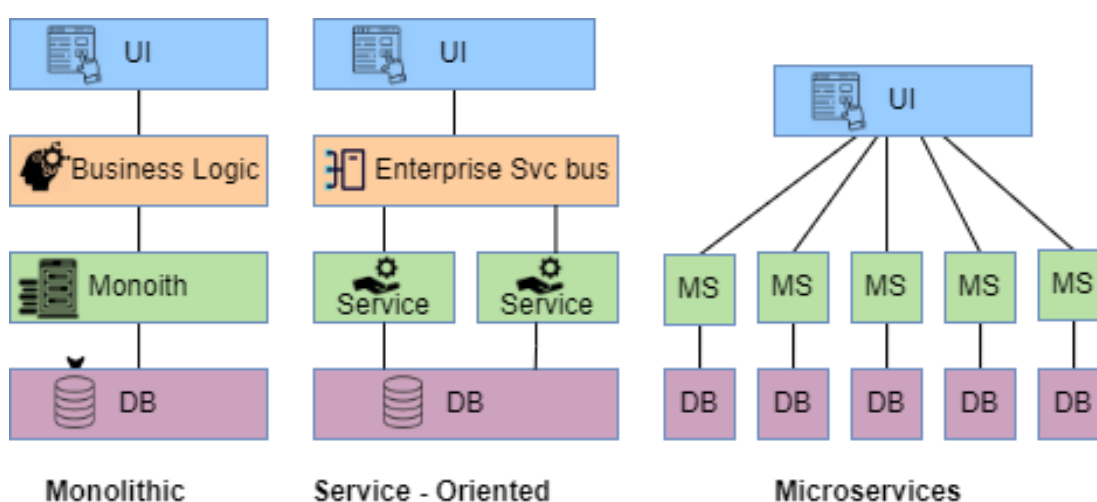 UI
Business Logic
Monoith
DB
Monolithic
UI
Enterprise Svc bus
Service
Service
DB
Service - Oriented
UI
MS
MS
MS
MS
MS
DB
DB
DB
DB
DB
Microservices